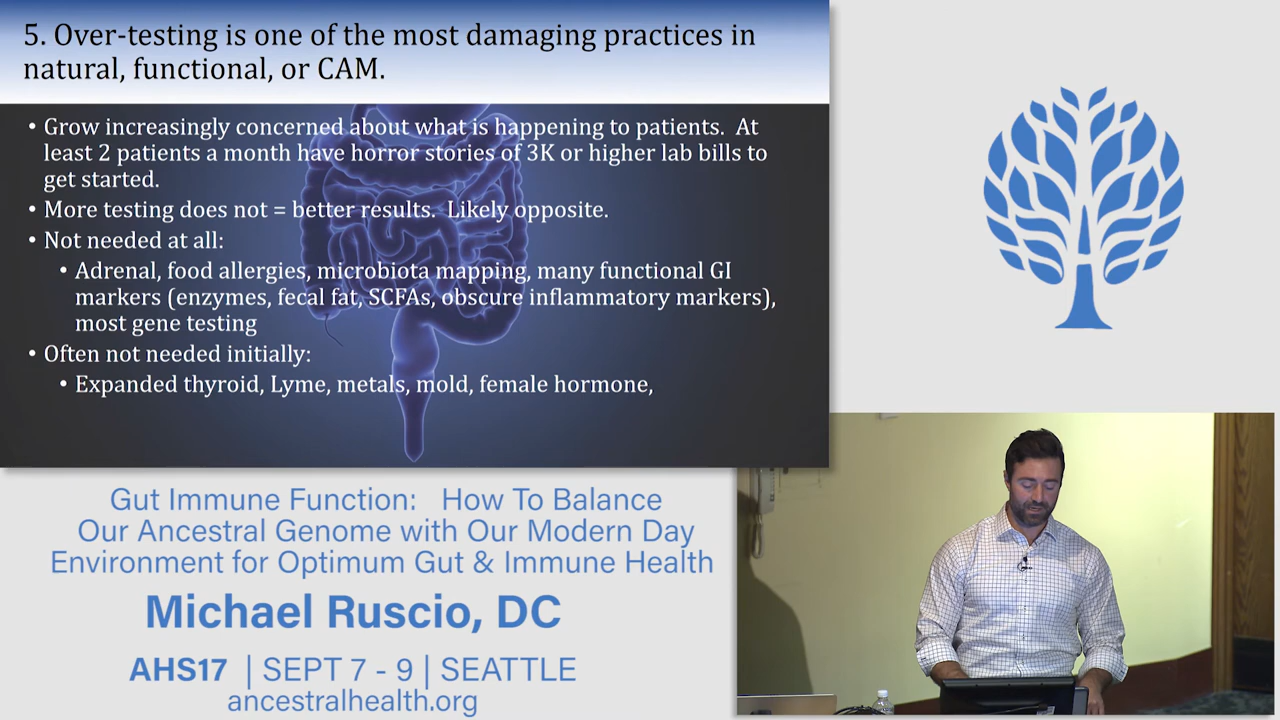 5. Over-testing is one of the most damaging practices in
natural, functional, or CAM.
• Grow increasingly concerned about what is happening to patients. At
least 2 patients a month have horror stories of 3K or higher lab bills to
get started.
• More testing does not = better results. Likely opposite.
• Not needed at all:
• Adrenal, food allergies, microbiota mapping, many functional GI
markers (enzymes, fecal fat, SCFAs, obscure inflammatory markers),
most gene testing
• Often not needed initially:
• Expanded thyroid, Lyme, metals, mold, female hormone,
Gut Immune Function: How To Balance
Our Ancestral Genome with Our Modern Day
Environment for Optimum Gut & Immune Health
Michael Ruscio, DC
AHS17 | SEPT 7 - 9 | SEATTLE
ancestralhealth.org